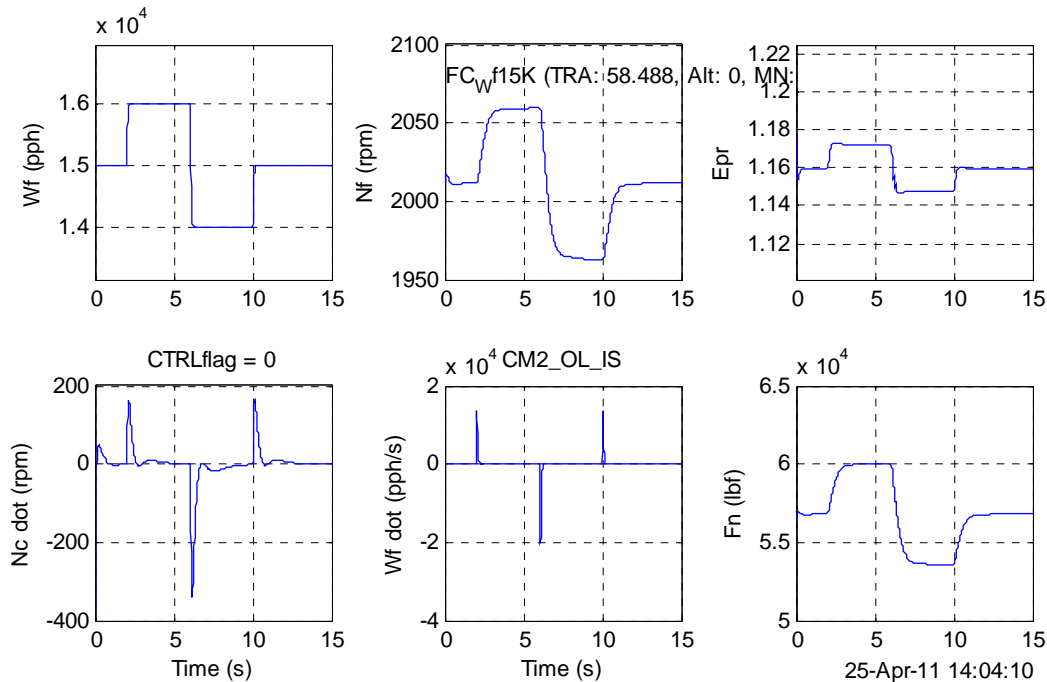 x 10^4
1.6
1.5
1.4
Wf (pph)
0 5 10 15
2100
2050
2000
1950
Nf (rpm)
0 5 10 15
FC_Wf15K (TRA: 58.488, Alt: 0, MN:
1.22
1.2
1.18
1.16
1.14
1.12
Epr
0 5 10 15
CTRLflag = 0
200
0
-200
-400
Nc dot (rpm)
0 5 10 15
Time (s)
x 10^4
CM2_OL_IS
2
0
-2
-4
Wf dot (pph/s)
0 5 10 15
Time (s)
x 10^4
6.5
6
5.5
5
Fn (lbf)
0 5 10 15
Time (s)
25-Apr-11 14:04:10